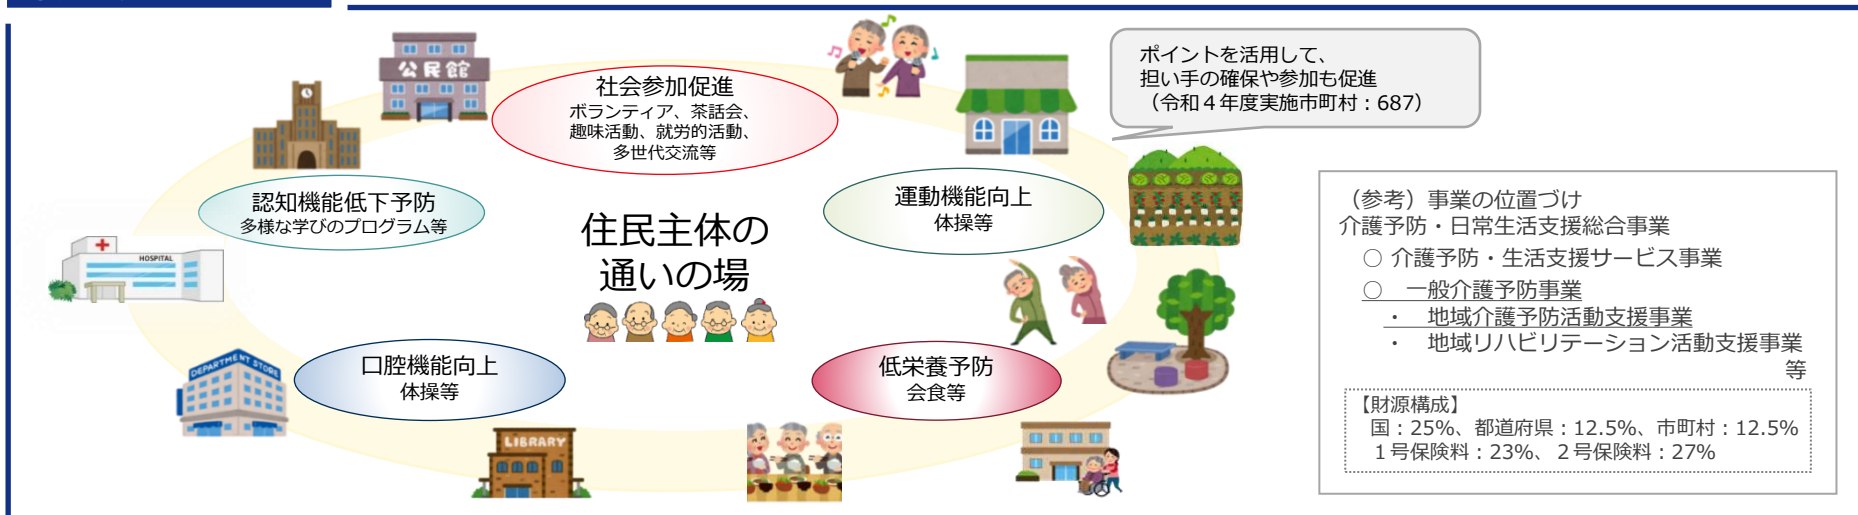 公民館
社会参加促進
ボランティア、茶話会、
趣味活動、就労的活動、
多世代交流等
ポイントを活用して、
担い手の確保や参加も促進
（令和４年度実施市町村：687）
認知機能低下予防
多様な学びのプログラム等
運動機能向上
体操等
住民主体の
通いの場
HOSPITAL
口腔機能向上
体操等
低栄養予防
会食等
DEPARTMENT STORE
LIBRARY
（参考）事業の位置づけ
介護予防・日常生活支援総合事業
○ 介護予防・生活支援サービス事業
○　一般介護予防事業
・　地域介護予防活動支援事業
・　地域リハビリテーション活動支援事業
等
【財源構成】
国：25%、都道府県：12.5%、市町村：12.5%
１号保険料：23%、２号保険料：27%